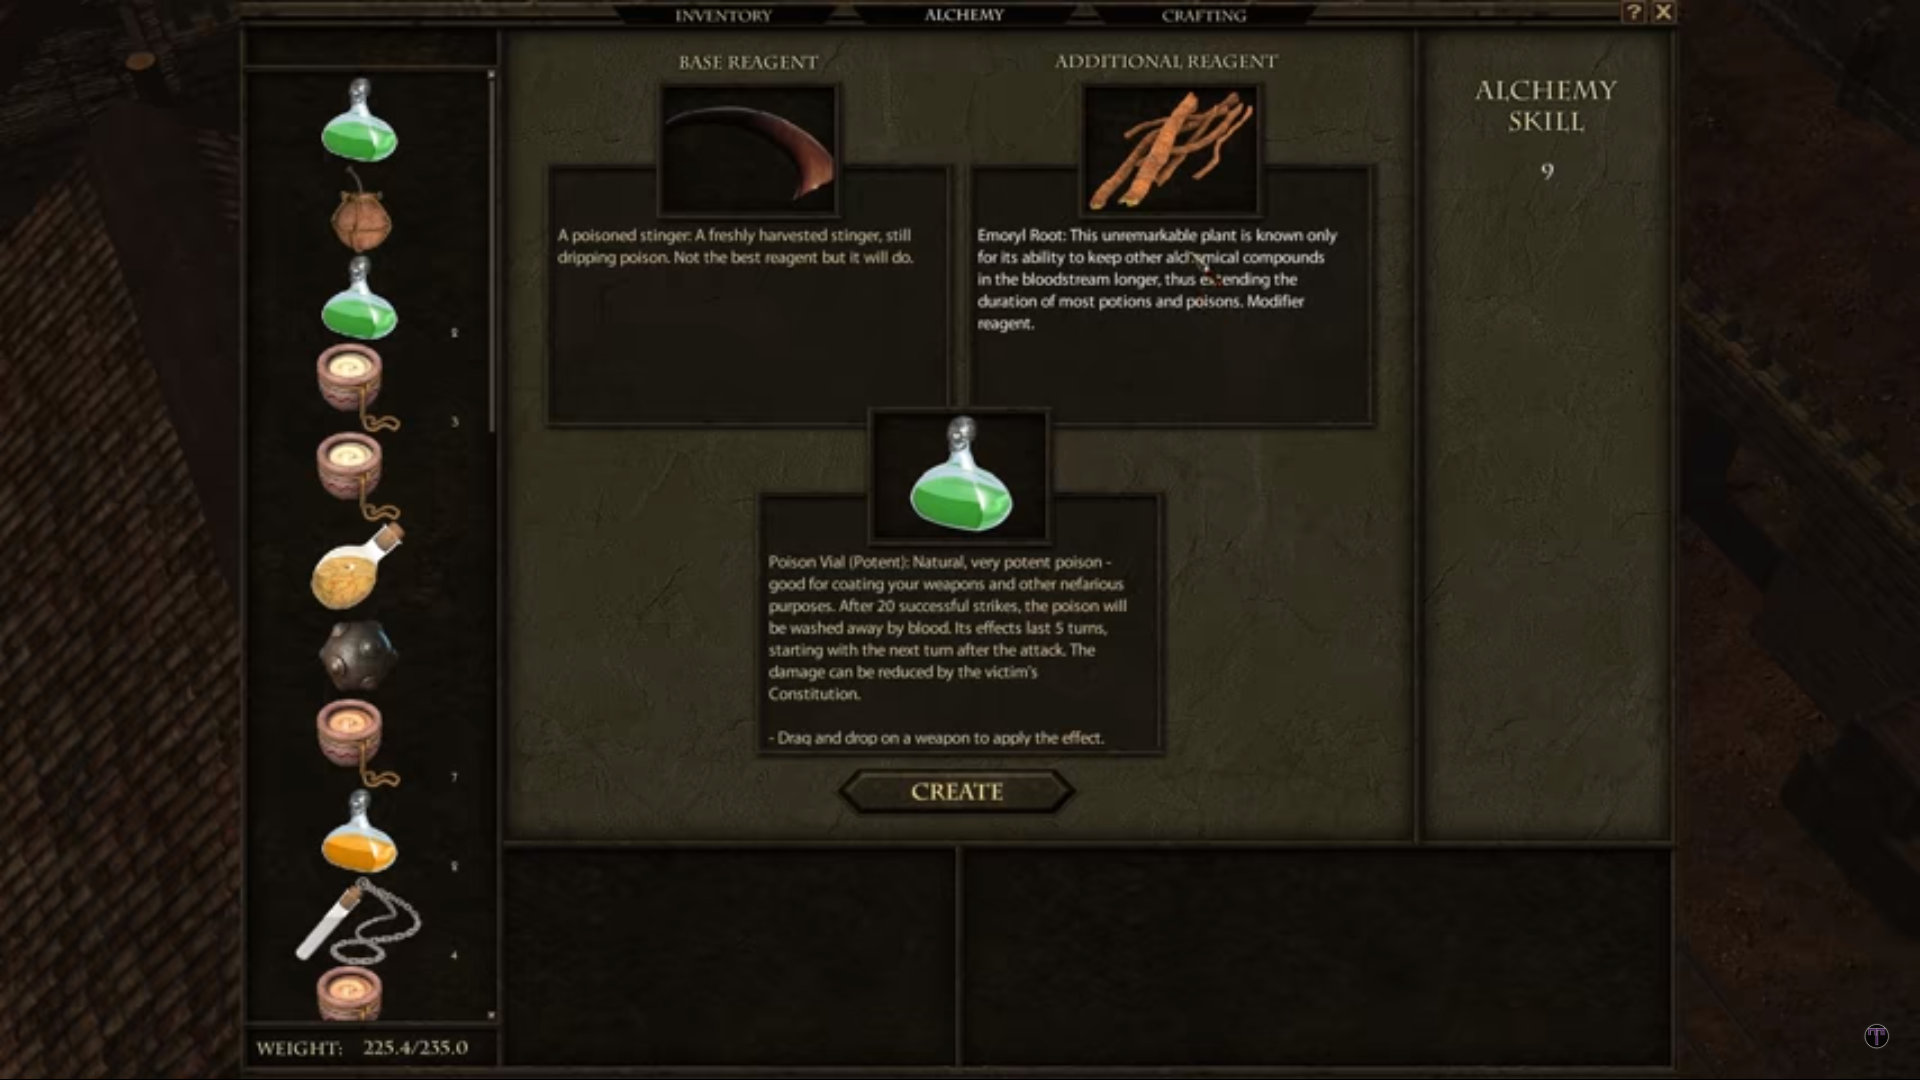 INVENTORY
ALCHEMY
CRAFTING
?
X
BASE REAGENT
ADDITIONAL REAGENT
ALCHEMY
SKILL
9
A poisoned stinger: A freshly harvested stinger, still
dripping poison. Not the best reagent but it will do.
Emoryl Root: This unremarkable plant is known only
for its ability to keep other alchemical compounds
in the bloodstream longer, thus extending the
duration of most potions and poisons. Modifier
reagent.
3
Poison Vial (Potent): Natural, very potent poison -
good for coating your weapons and other nefarious
purposes. After 20 successful strikes, the poison will
be washed away by blood. Its effects last 5 turns,
starting with the next turn after the attack. The
damage can be reduced by the victim's
Constitution.
- Drag and drop on a weapon to apply the effect.
7
CREATE
4
WEIGHT: 225.4/235.0